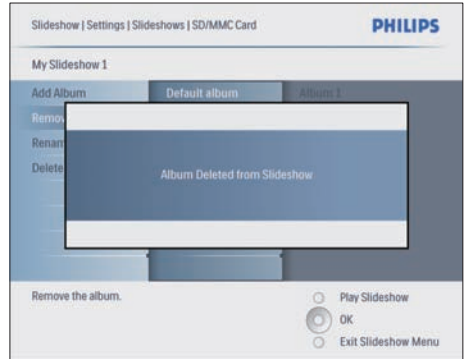 Slideshow | Settings | Slideshows | SD/MMC Card
PHILIPS
My Slideshow 1
Add Album
Default album
Album 1
Remov
Renam
Delete
Album Deleted from Slideshow
Remove the album.
Play Slideshow
OK
Exit Slideshow Menu